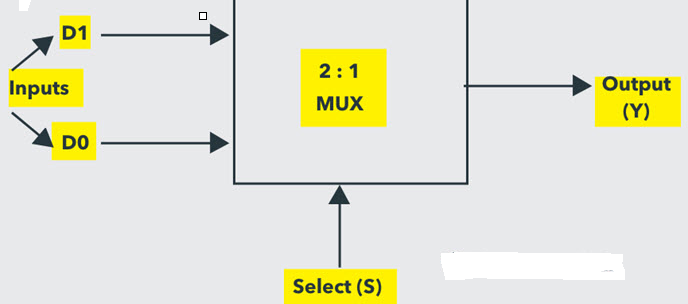 D1
Inputs
D0
2 : 1
MUX
Output
(Y)
Select (S)